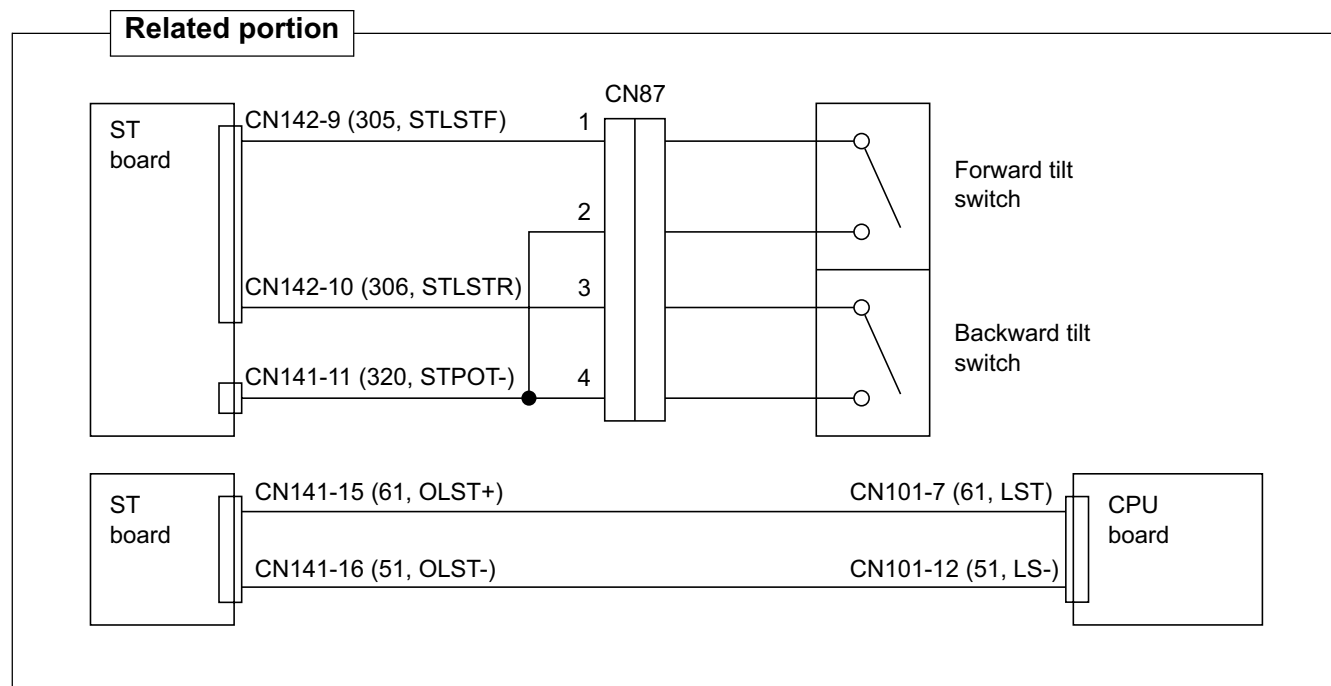 Related portion
CN87
ST
board
CN142-9 (305, STLSTF)
1
Forward tilt
switch
2
CN142-10 (306, STLSTR)
3
Backward tilt
switch
CN141-11 (320, STPOT-)
4
ST
board
CN141-15 (61, OLST+)
CN101-7 (61, LST)
CPU
board
CN141-16 (51, OLST-)
CN101-12 (51, LS-)